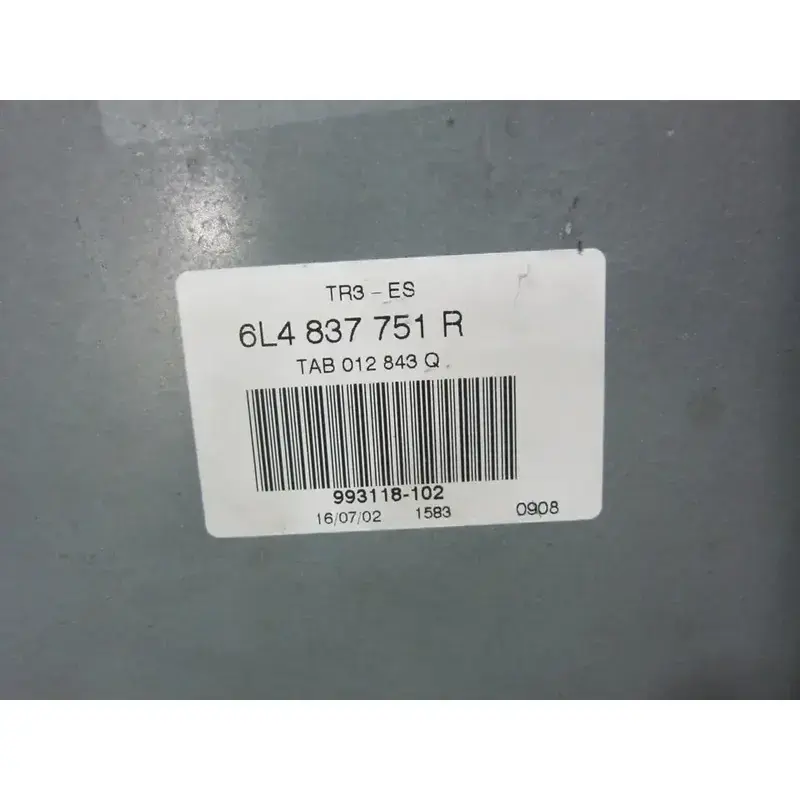 TR3 - ES
6L4 837 751 R
TAB 012 843 Q
993118-102
16/07/02 1583 0908